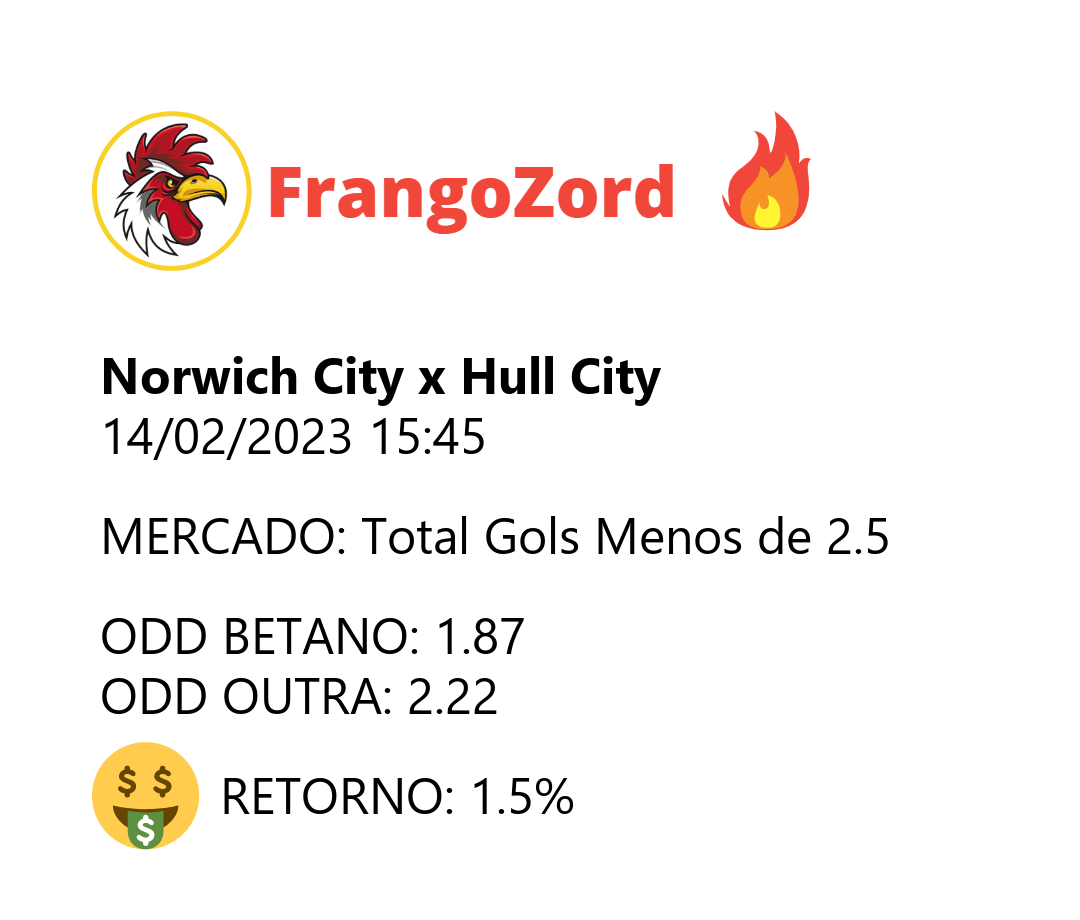 FrangoZord
Norwich City x Hull City
14/02/2023 15:45
MERCADO: Total Gols Menos de 2.5
ODD BETANO: 1.87
ODD OUTRA: 2.22
RETORNO: 1.5%